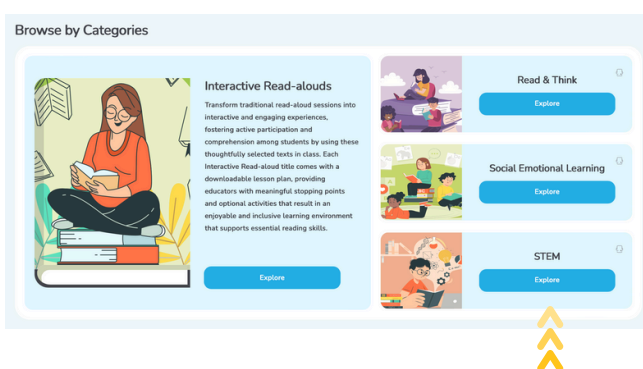 Browse by Categories
Interactive Read-alouds
Transform traditional read-aloud sessions into
interactive and engaging experiences,
fostering active participation and
comprehension among students by using these
thoughtfully selected texts in class. Each
Interactive Read-aloud title comes with a
downloadable lesson plan, providing
educators with meaningful stopping points
and optional activities that result in an
enjoyable and inclusive learning environment
that supports essential reading skills.
Explore
Read & Think
Explore
Social Emotional Learning
Explore
STEM
Explore